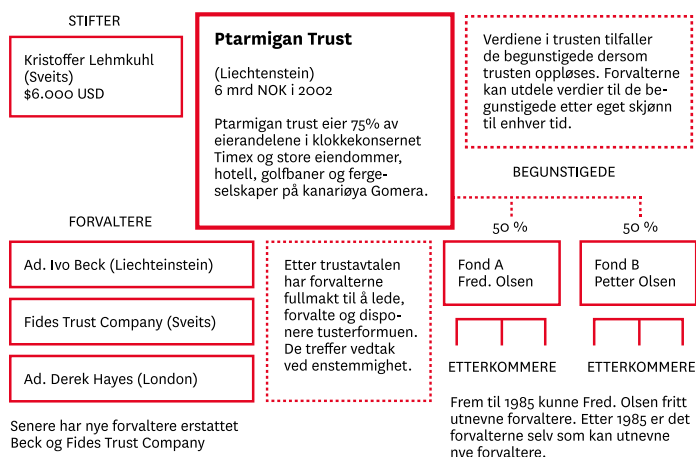 STIFTER
Kristoffer Lehmkuhl
(Sveits)
$6.000 USD
Ptarmigan Trust
(Liechtenstein)
6 mrd NOK i 2002
Ptarmigan trust eier 75% av
eierandelene i klokkekonsernet
Timex og store eiendommer,
hotell, golfbaner og ferge-
selskaper på kanariøya Gomera.
Verdiene i trusten tilfaller
de begunstigede dersom
trusten oppløses. Forvalterne
kan utdele verdier til de be-
gunstigede etter eget skjønn
til enhver tid.
BEGUNSTIGEDE
FORVALTERE
Ad. Ivo Beck (Liechteinstein)
Fides Trust Company (Sveits)
Ad. Derek Hayes (London)
Senere har nye forvaltere erstattet
Beck og Fides Trust Company
Etter trustavtalen
har forvalterne
fullmakt til å lede,
forvalte og dispo-
nere tusterformuen.
De treffer vedtak
ved enstemmighet.
50 %
50 %
Fond A
Fred. Olsen
Fond B
Petter Olsen
ETTERKOMMERE
ETTERKOMMERE
Frem til 1985 kunne Fred. Olsen fritt
utnevne forvaltere. Etter 1985 er det
forvalterne selv som kan utnevne
nye forvaltere.